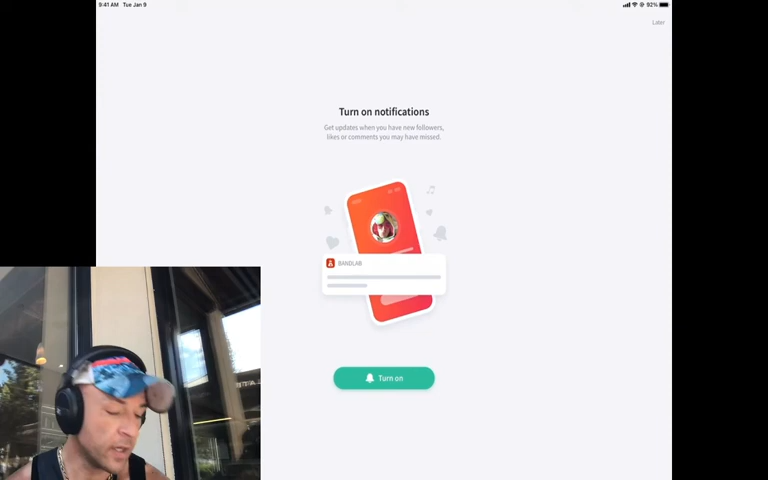 9:41 AM Tue Jan 9
92%
Later
Turn on notifications
Get updates when you have new followers,
likes or comments you may have missed.
BANDLAB
Turn on